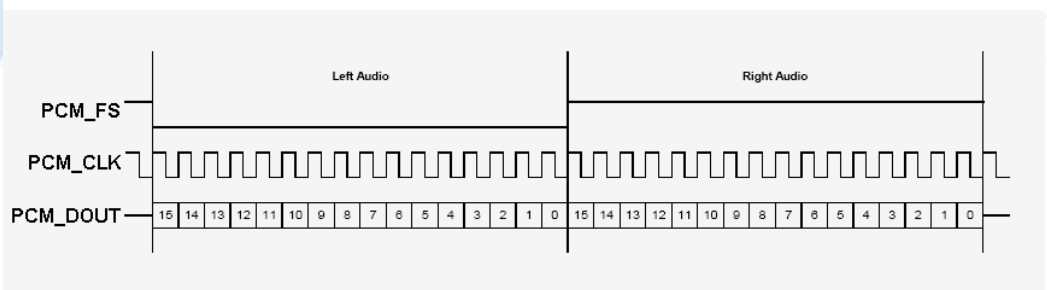 Left Audio Right Audio
PCM_FS
PCM_CLK
PCM_DOUT 15 14 13 12 11 10 9 8 7 6 5 4 3 2 1 0 15 14 13 12 11 10 9 8 7 6 5 4 3 2 1 0